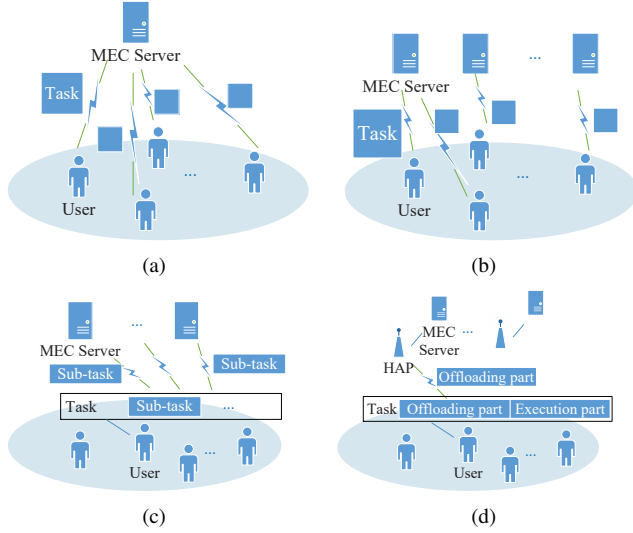 MEC Server
Task
...
User
(a)
...
MEC Server
Task
...
User
(b)
...
MEC Server
Sub-task
Sub-task
Task
Sub-task
...
...
User
(c)
...
MEC
Server
HAP
Offloading part
Task
Offloading part
Execution part
...
User
(d)